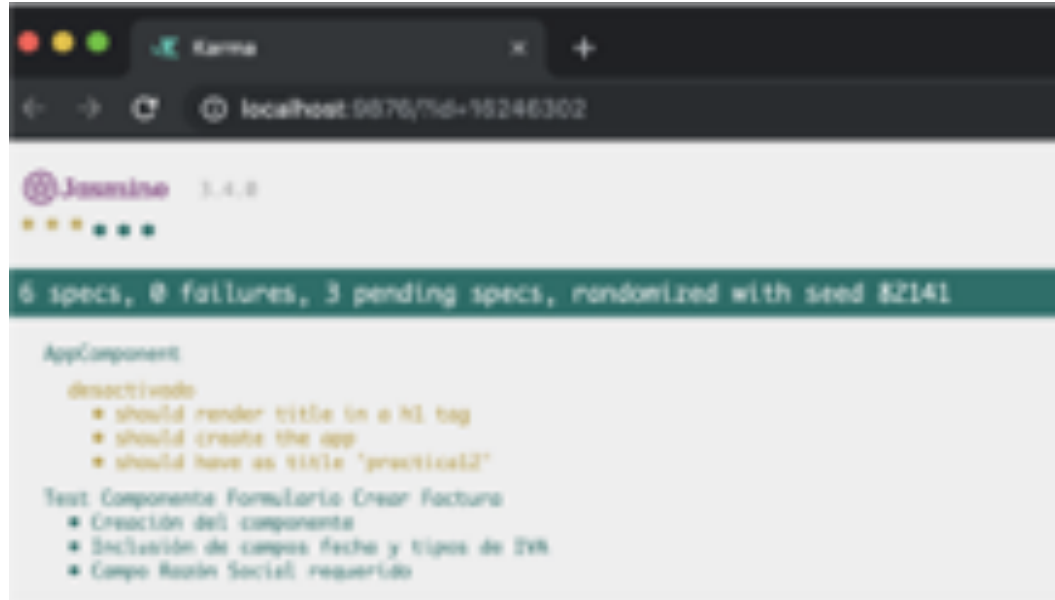 Karma
localhost:9876/?id=16246302
Jasmine 3.4.0
6 specs, 0 failures, 3 pending specs, randomized with seed 82141
AppComponent
desactivado
• should render title in a h1 tag
• should create the app
• should have as title 'practica12'
Test Componente Formulario Crear Factura
• Creación del componente
• Inclusión de campos fecha y tipos de IVA
• Campo Razón Social requerido